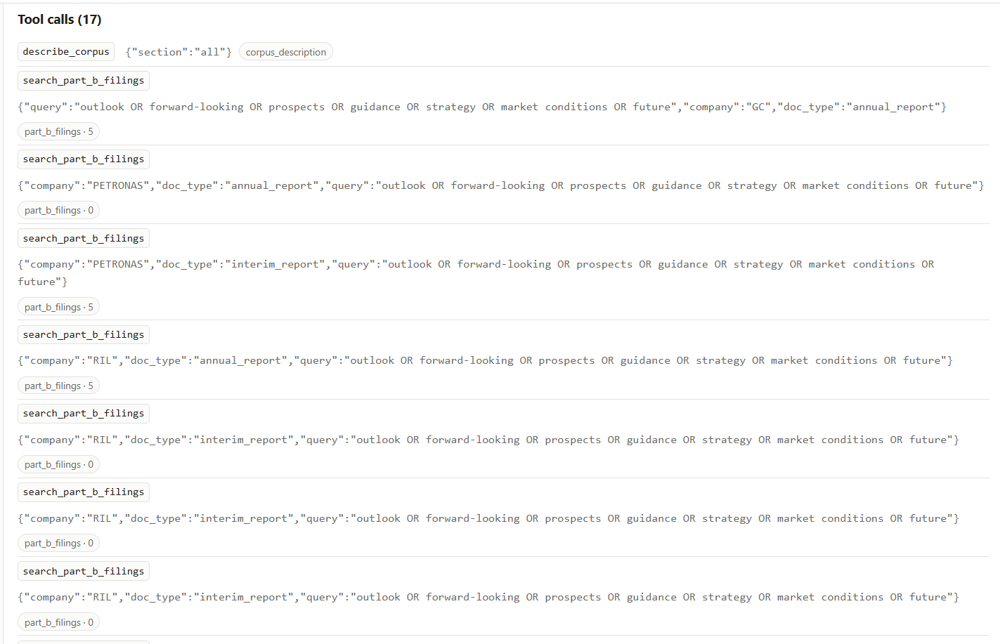 Tool calls (17)
describe_corpus {"section":"all"} corpus_description
search_part_b_filings
{"query":"outlook OR forward-looking OR prospects OR guidance OR strategy OR market conditions OR future","company":"GC","doc_type":"annual_report"}
part_b_filings · 5
search_part_b_filings
{"company":"PETRONAS","doc_type":"annual_report","query":"outlook OR forward-looking OR prospects OR guidance OR strategy OR market conditions OR future"}
part_b_filings · 0
search_part_b_filings
{"company":"PETRONAS","doc_type":"interim_report","query":"outlook OR forward-looking OR prospects OR guidance OR strategy OR market conditions OR
future"}
part_b_filings · 5
search_part_b_filings
{"company":"RIL","doc_type":"annual_report","query":"outlook OR forward-looking OR prospects OR guidance OR strategy OR market conditions OR future"}
part_b_filings · 5
search_part_b_filings
{"company":"RIL","doc_type":"interim_report","query":"outlook OR forward-looking OR prospects OR guidance OR strategy OR market conditions OR future"}
part_b_filings · 0
search_part_b_filings
{"company":"RIL","doc_type":"interim_report","query":"outlook OR forward-looking OR prospects OR guidance OR strategy OR market conditions OR future"}
part_b_filings · 0
search_part_b_filings
{"company":"RIL","doc_type":"interim_report","query":"outlook OR forward-looking OR prospects OR guidance OR strategy OR market conditions OR future"}
part_b_filings · 0